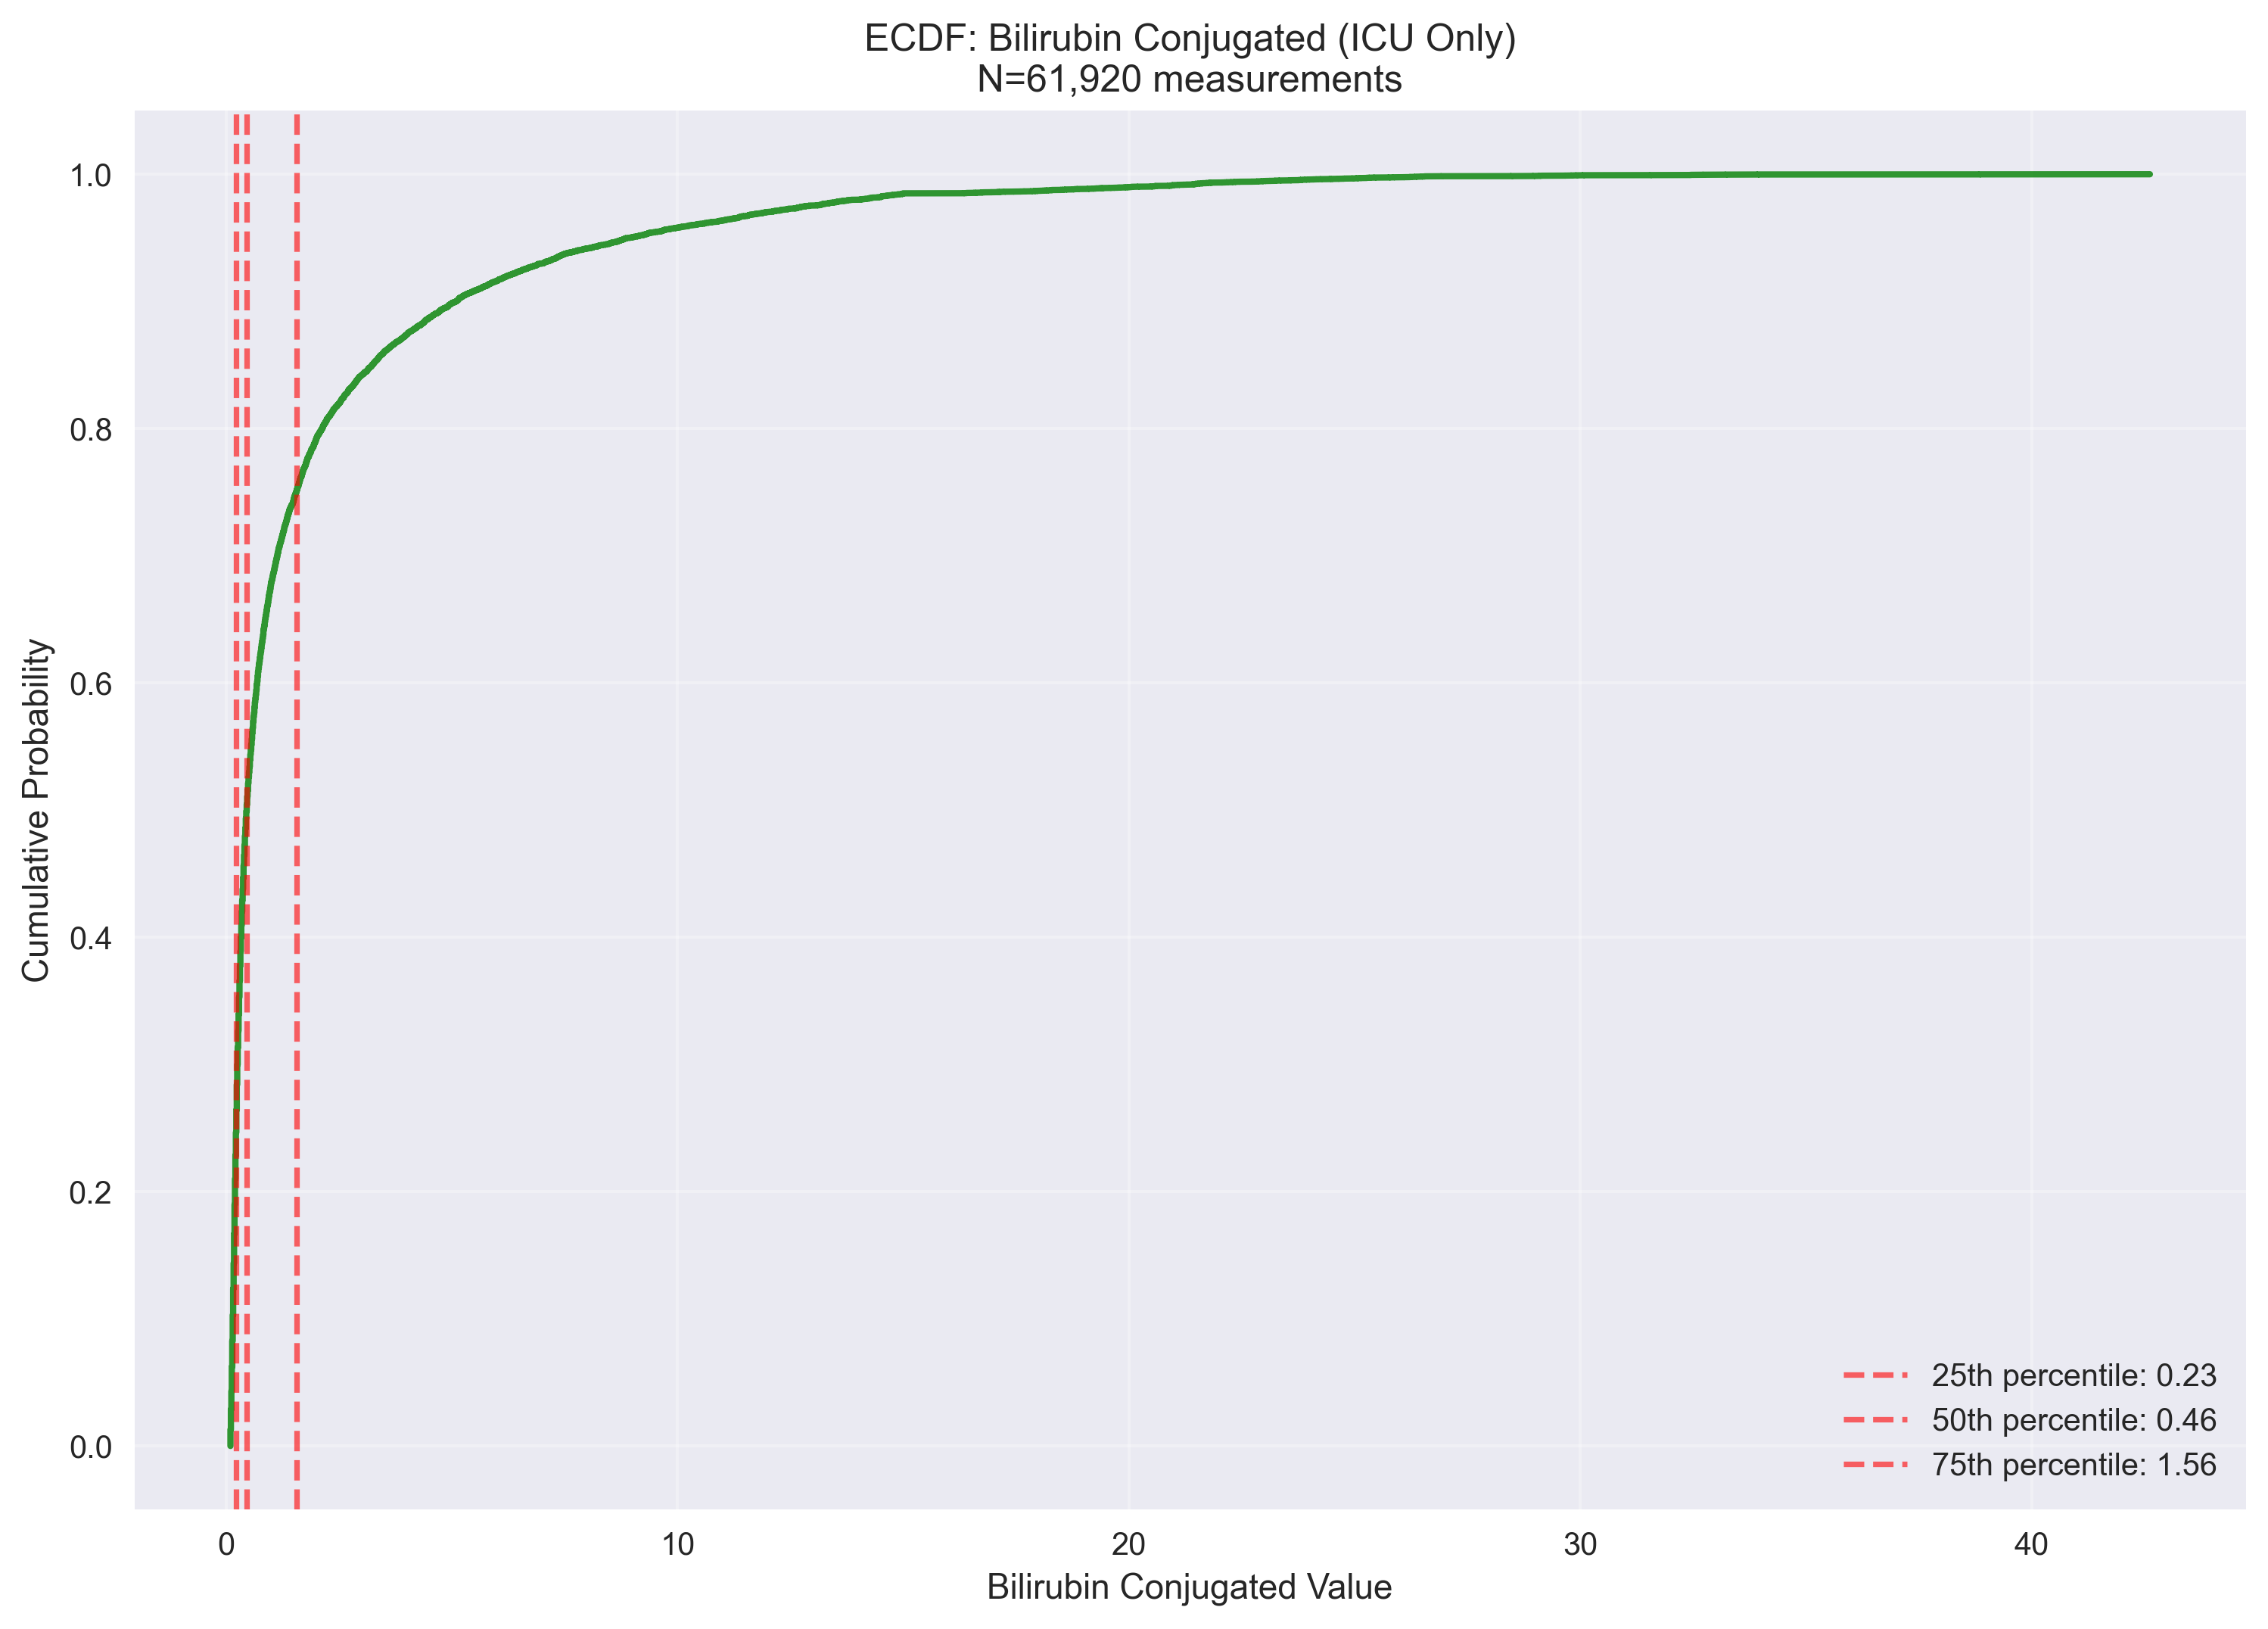 ECDF: Bilirubin Conjugated (ICU Only)
N=61,920 measurements
Cumulative Probability
1.0
0.8
0.6
0.4
0.2
0.0
25th percentile: 0.23
50th percentile: 0.46
75th percentile: 1.56
0 10 20 30 40
Bilirubin Conjugated Value